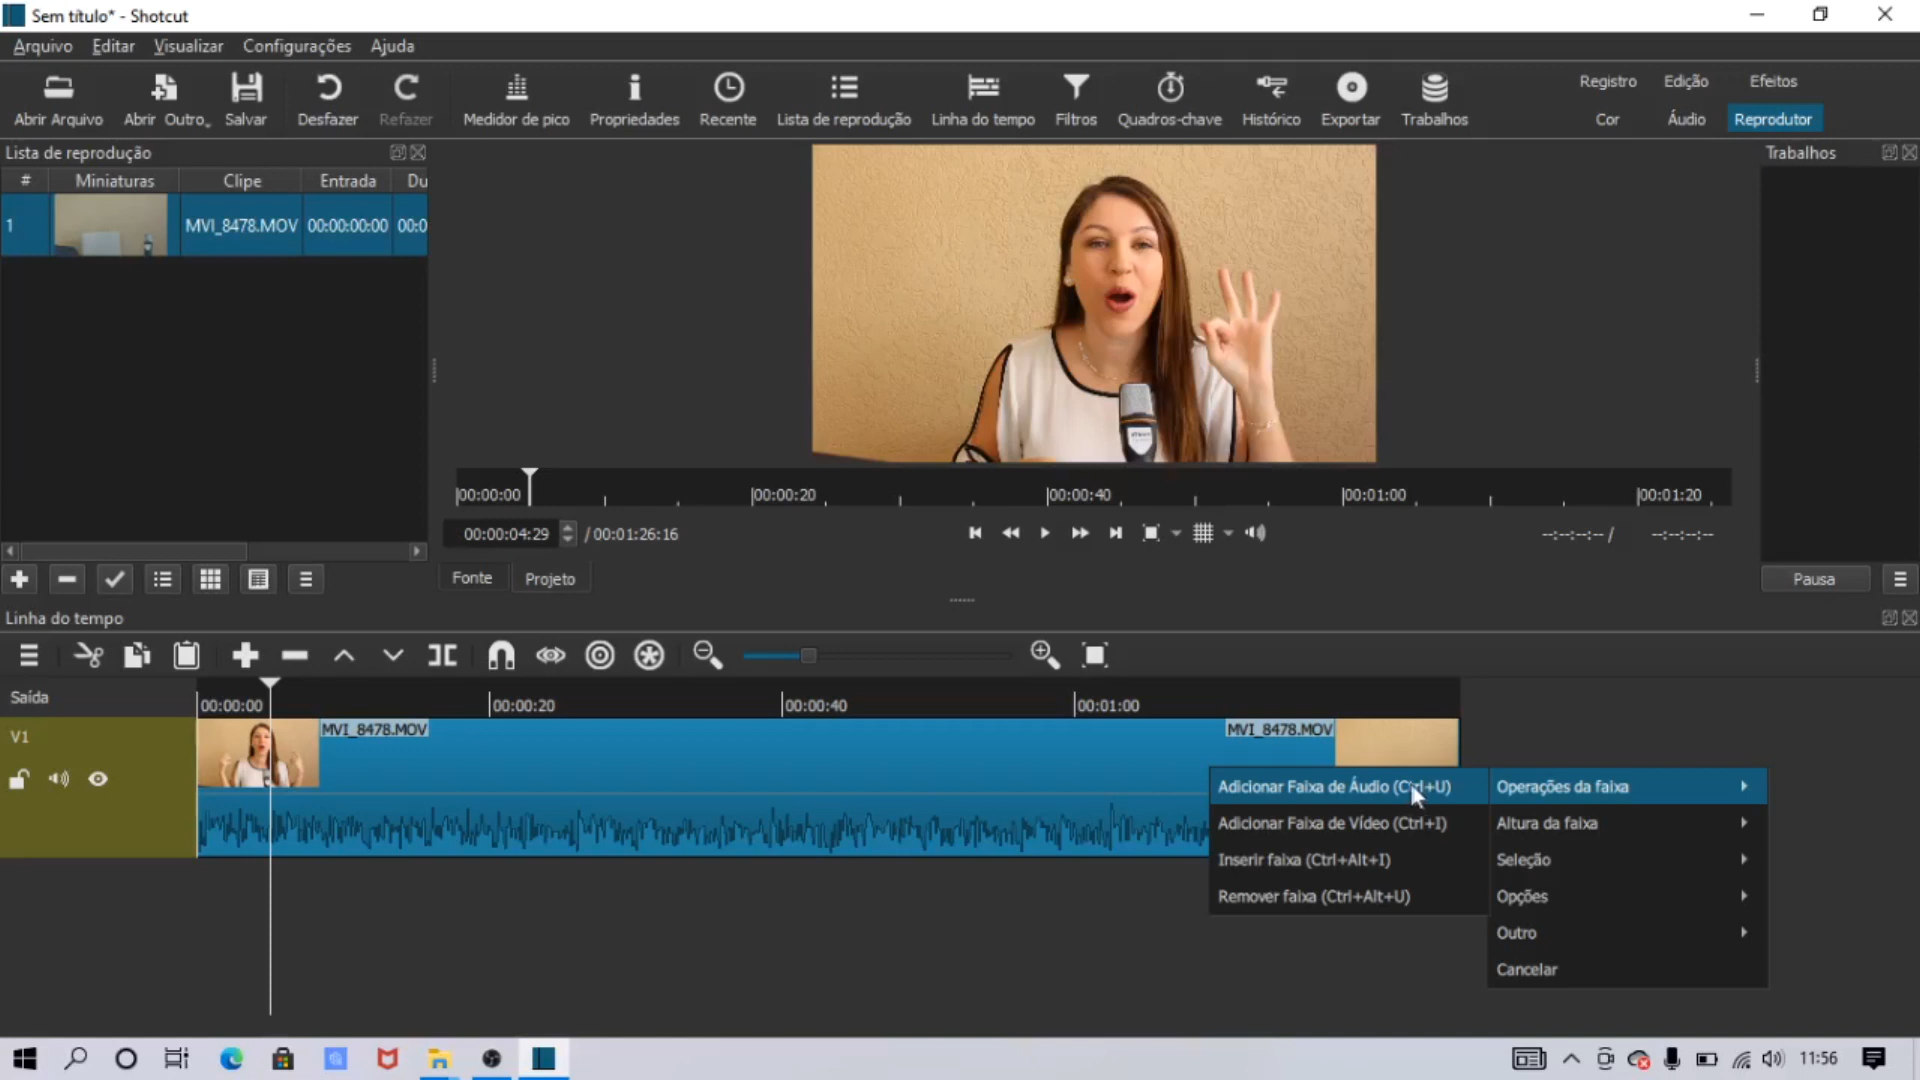 Sem título* - Shotcut
Arquivo Editar Visualizar Configurações Ajuda
Abrir Arquivo Abrir Outro Salvar Desfazer Refazer Medidor de pico Propriedades Recente Lista de reprodução Linha do tempo Filtros Quadros-chave Histórico Exportar Trabalhos
Registro Edição Efeitos
Cor Áudio Reprodutor
Lista de reprodução
# Miniaturas Clipe Entrada Du
1 MVI_8478.MOV 00:00:00:00 00:0
Trabalhos
00:00:00 00:00:20 00:00:40 00:01:00 00:01:20
00:00:04:29 / 00:01:26:16 --:--:--:-- / --:--:--:--
Fonte Projeto
Pausa
Linha do tempo
Saída
00:00:00 00:00:20 00:00:40 00:01:00
V1
MVI_8478.MOV MVI_8478.MOV
Adicionar Faixa de Áudio (Ctrl+U)
Adicionar Faixa de Vídeo (Ctrl+I)
Inserir faixa (Ctrl+Alt+I)
Remover faixa (Ctrl+Alt+U)
Operações da faixa
Altura da faixa
Seleção
Opções
Outro
Cancelar
11:56